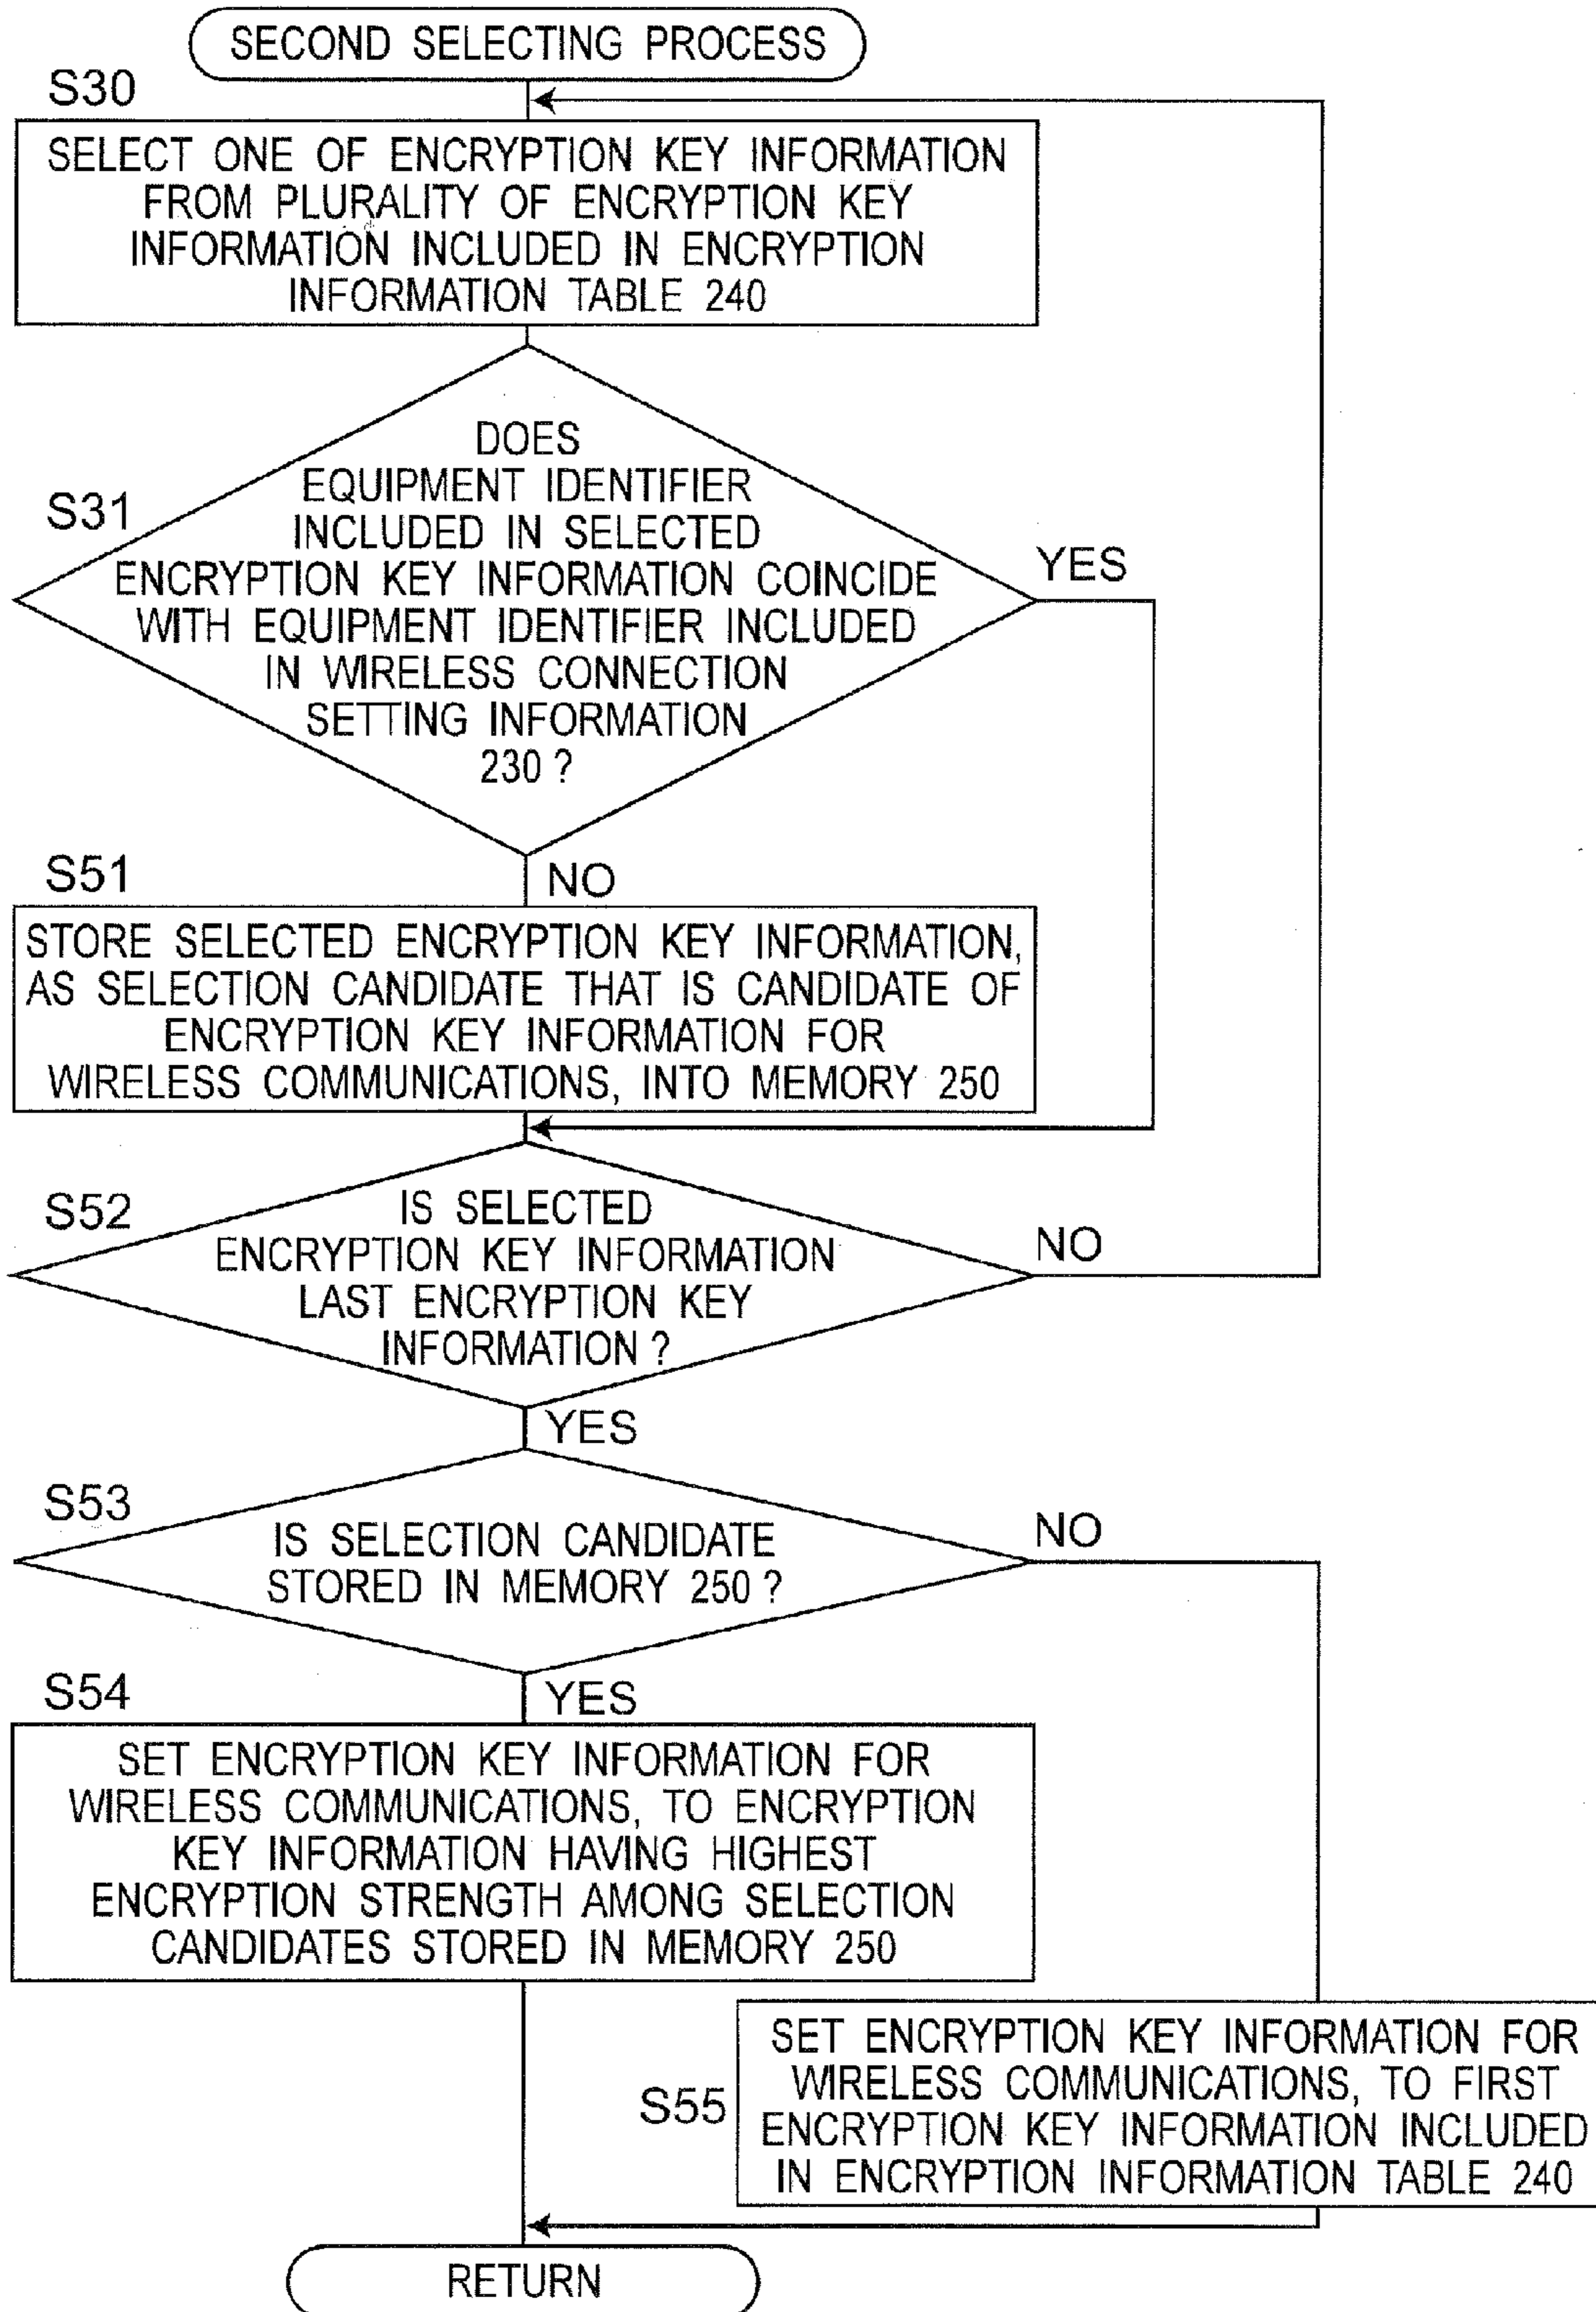 SECOND SELECTING PROCESS
S30
SELECT ONE OF ENCRYPTION KEY INFORMATION
FROM PLURALITY OF ENCRYPTION KEY
INFORMATION INCLUDED IN ENCRYPTION
INFORMATION TABLE 240
S31
DOES
EQUIPMENT IDENTIFIER
INCLUDED IN SELECTED
ENCRYPTION KEY INFORMATION COINCIDE
WITH EQUIPMENT IDENTIFIER INCLUDED
IN WIRELESS CONNECTION
SETTING INFORMATION
230 ?
YES
NO
S51
STORE SELECTED ENCRYPTION KEY INFORMATION,
AS SELECTION CANDIDATE THAT IS CANDIDATE OF
ENCRYPTION KEY INFORMATION FOR
WIRELESS COMMUNICATIONS, INTO MEMORY 250
S52
IS SELECTED
ENCRYPTION KEY INFORMATION
LAST ENCRYPTION KEY
INFORMATION ?
NO
YES
S53
IS SELECTION CANDIDATE
STORED IN MEMORY 250 ?
NO
YES
S54
SET ENCRYPTION KEY INFORMATION FOR
WIRELESS COMMUNICATIONS, TO ENCRYPTION
KEY INFORMATION HAVING HIGHEST
ENCRYPTION STRENGTH AMONG SELECTION
CANDIDATES STORED IN MEMORY 250
S55
SET ENCRYPTION KEY INFORMATION FOR
WIRELESS COMMUNICATIONS, TO FIRST
ENCRYPTION KEY INFORMATION INCLUDED
IN ENCRYPTION INFORMATION TABLE 240
RETURN